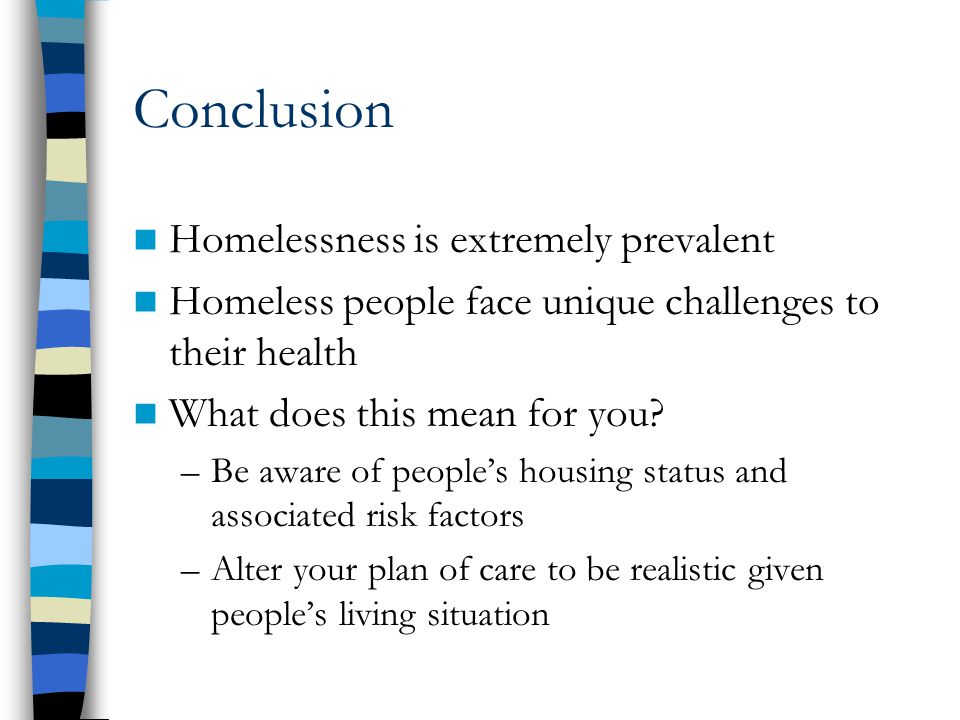 Conclusion
Homelessness is extremely prevalent
Homeless people face unique challenges to
their health
What does this mean for you?
–Be aware of people’s housing status and
associated risk factors
–Alter your plan of care to be realistic given
people’s living situation